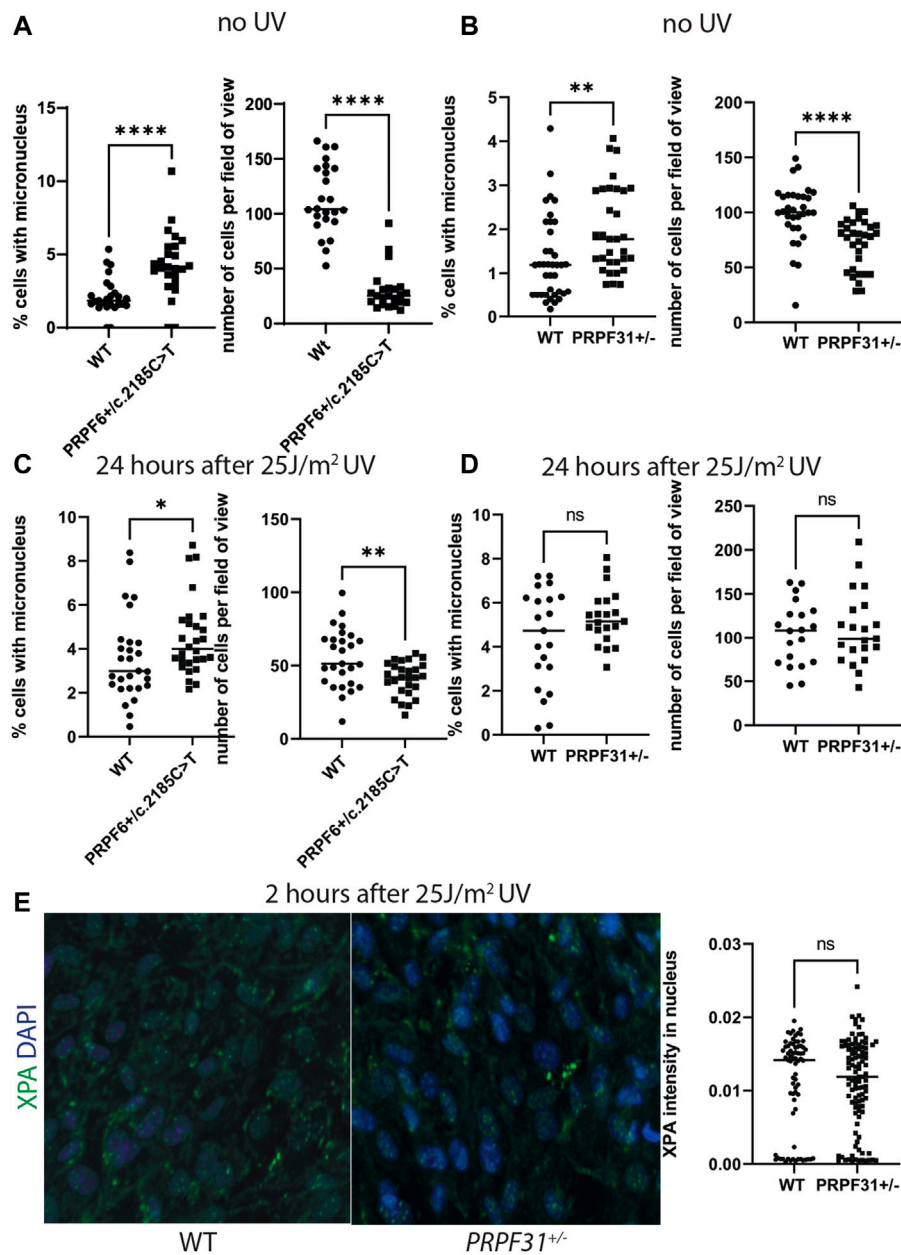 A
no UV
% cells with micronucleus
15
10
5
0
****
WT
PRPF6+/c.2185C>T
number of cells per field of view
200
150
100
50
0
****
Wt
PRPF6+/c.2185C>T
B
no UV
% cells with micronucleus
5
4
3
2
1
0
**
WT PRPF31+/-
number of cells per field of view
200
150
100
50
0
****
WT PRPF31+/-
C
24 hours after 25J/m² UV
% cells with micronucleus
10
8
6
4
2
0
*
WT
PRPF6+/c.2185C>T
number of cells per field of view
150
100
50
0
**
WT
PRPF6+/c.2185C>T
D
24 hours after 25J/m² UV
% cells with micronucleus
10
8
6
4
2
0
ns
WT PRPF31+/-
number of cells per field of view
250
200
150
100
50
0
ns
WT PRPF31+/-
E
2 hours after 25J/m² UV
XPA DAPI
WT
PRPF31+/-
XPA intensity in nucleus
0.03
0.02
0.01
0.00
ns
WT PRPF31+/-